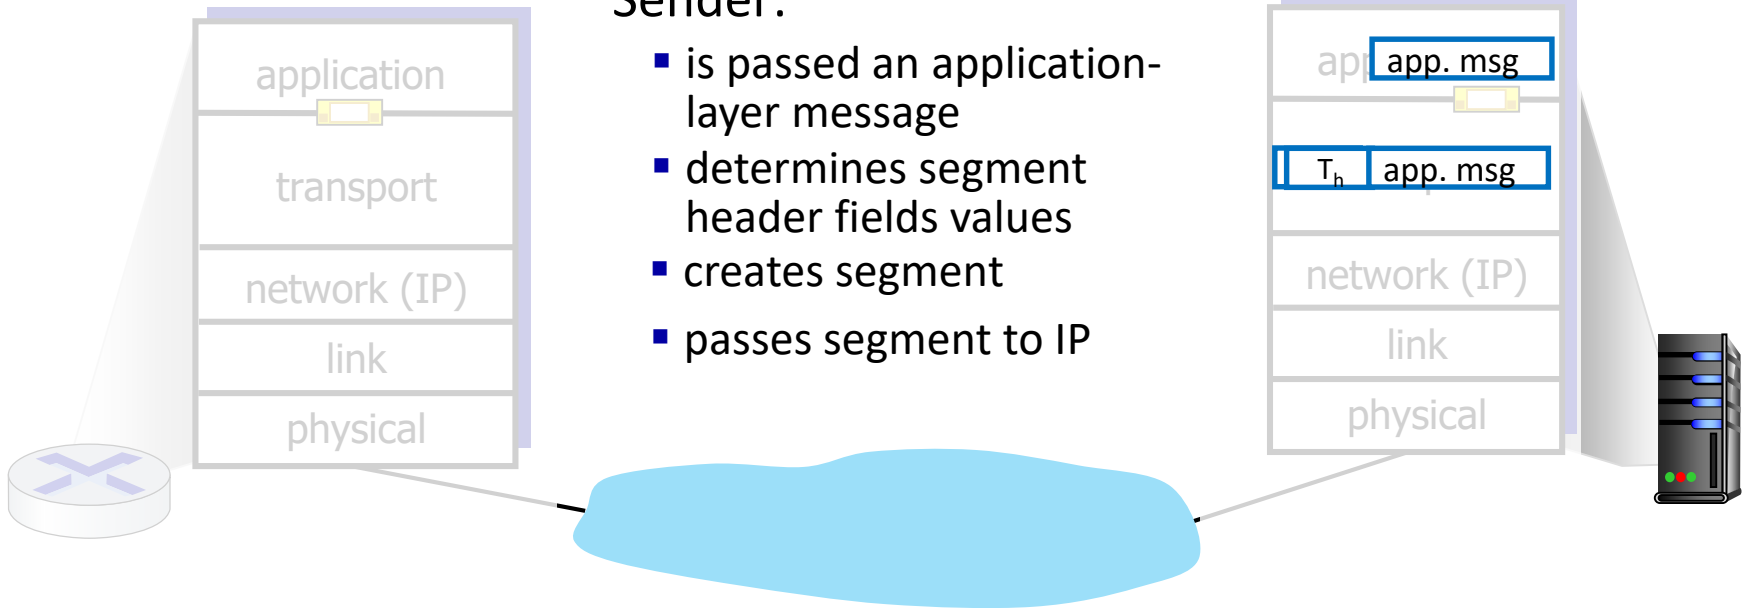 Sender:
▪ is passed an application-
layer message
▪ determines segment
header fields values
▪ creates segment
▪ passes segment to IP
application
transport
network (IP)
link
physical
app. msg
Th app. msg
network (IP)
link
physical